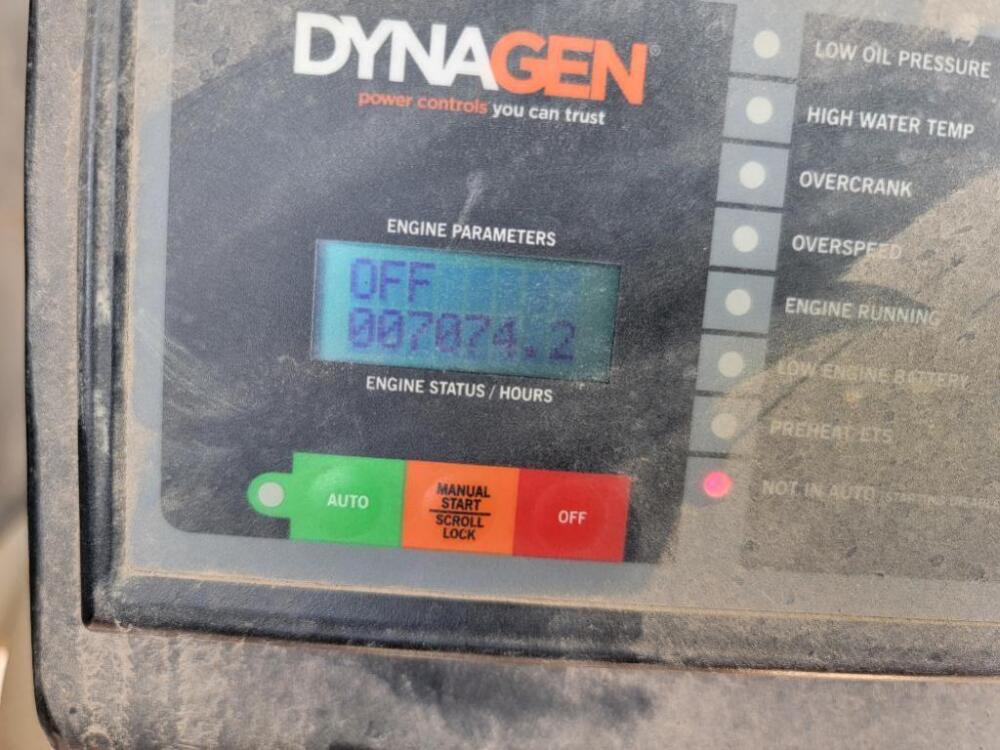 DYNAGEN®
power controls you can trust
ENGINE PARAMETERS
OFF
007074.2
ENGINE STATUS / HOURS
AUTO
MANUAL
START
SCROLL
LOCK
OFF
LOW OIL PRESSURE
HIGH WATER TEMP
OVERCRANK
OVERSPEED
ENGINE RUNNING
LOW ENGINE
PREHEAT ETS
NOT IN AUTO